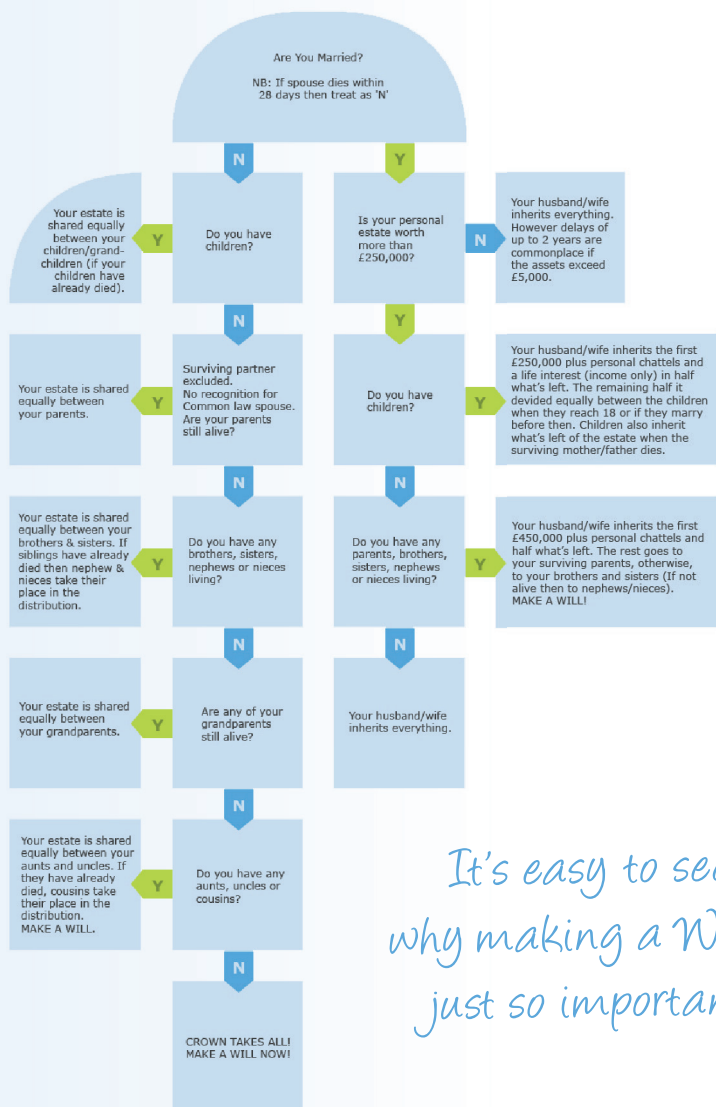 Are You Married?
NB: If spouse dies within
28 days then treat as 'N'
N
Y
Your estate is
shared equally
between your
children/grand-
children (if your
children have
already died).
Y
Do you have
children?
Is your personal
estate worth
more than
£250,000?
N
Your husband/wife
inherits everything.
However delays of
up to 2 years are
commonplace if
the assets exceed
£5,000.
N
Y
Your estate is shared
equally between
your parents.
Y
Surviving partner
excluded.
No recognition for
Common law spouse.
Are your parents
still alive?
Do you have
children?
Y
Your husband/wife inherits the first
£250,000 plus personal chattels and
a life interest (income only) in half
what's left. The remaining half it
devided equally between the children
when they reach 18 or if they marry
before then. Children also inherit
what's left of the estate when the
surviving mother/father dies.
N
N
Your estate is shared
equally between your
brothers & sisters. If
siblings have already
died then nephew &
nieces take their
place in the
distribution.
Y
Do you have any
brothers, sisters,
nephews or nieces
living?
Do you have any
parents, brothers,
sisters, nephews
or nieces living?
Y
Your husband/wife inherits the first
£450,000 plus personal chattels and
half what's left. The rest goes to
your surviving parents, otherwise,
to your brothers and sisters (If not
alive then to nephews/nieces).
MAKE A WILL!
N
N
Your estate is shared
equally between
your grandparents.
Y
Are any of your
grandparents
still alive?
Your husband/wife
inherits everything.
N
Your estate is shared
equally between your
aunts and uncles. If
they have already
died, cousins take
their place in the
distribution.
MAKE A WILL.
Y
Do you have any
aunts, uncles or
cousins?
N
CROWN TAKES ALL!
MAKE A WILL NOW!
It's easy to see
why making a W
just so importan